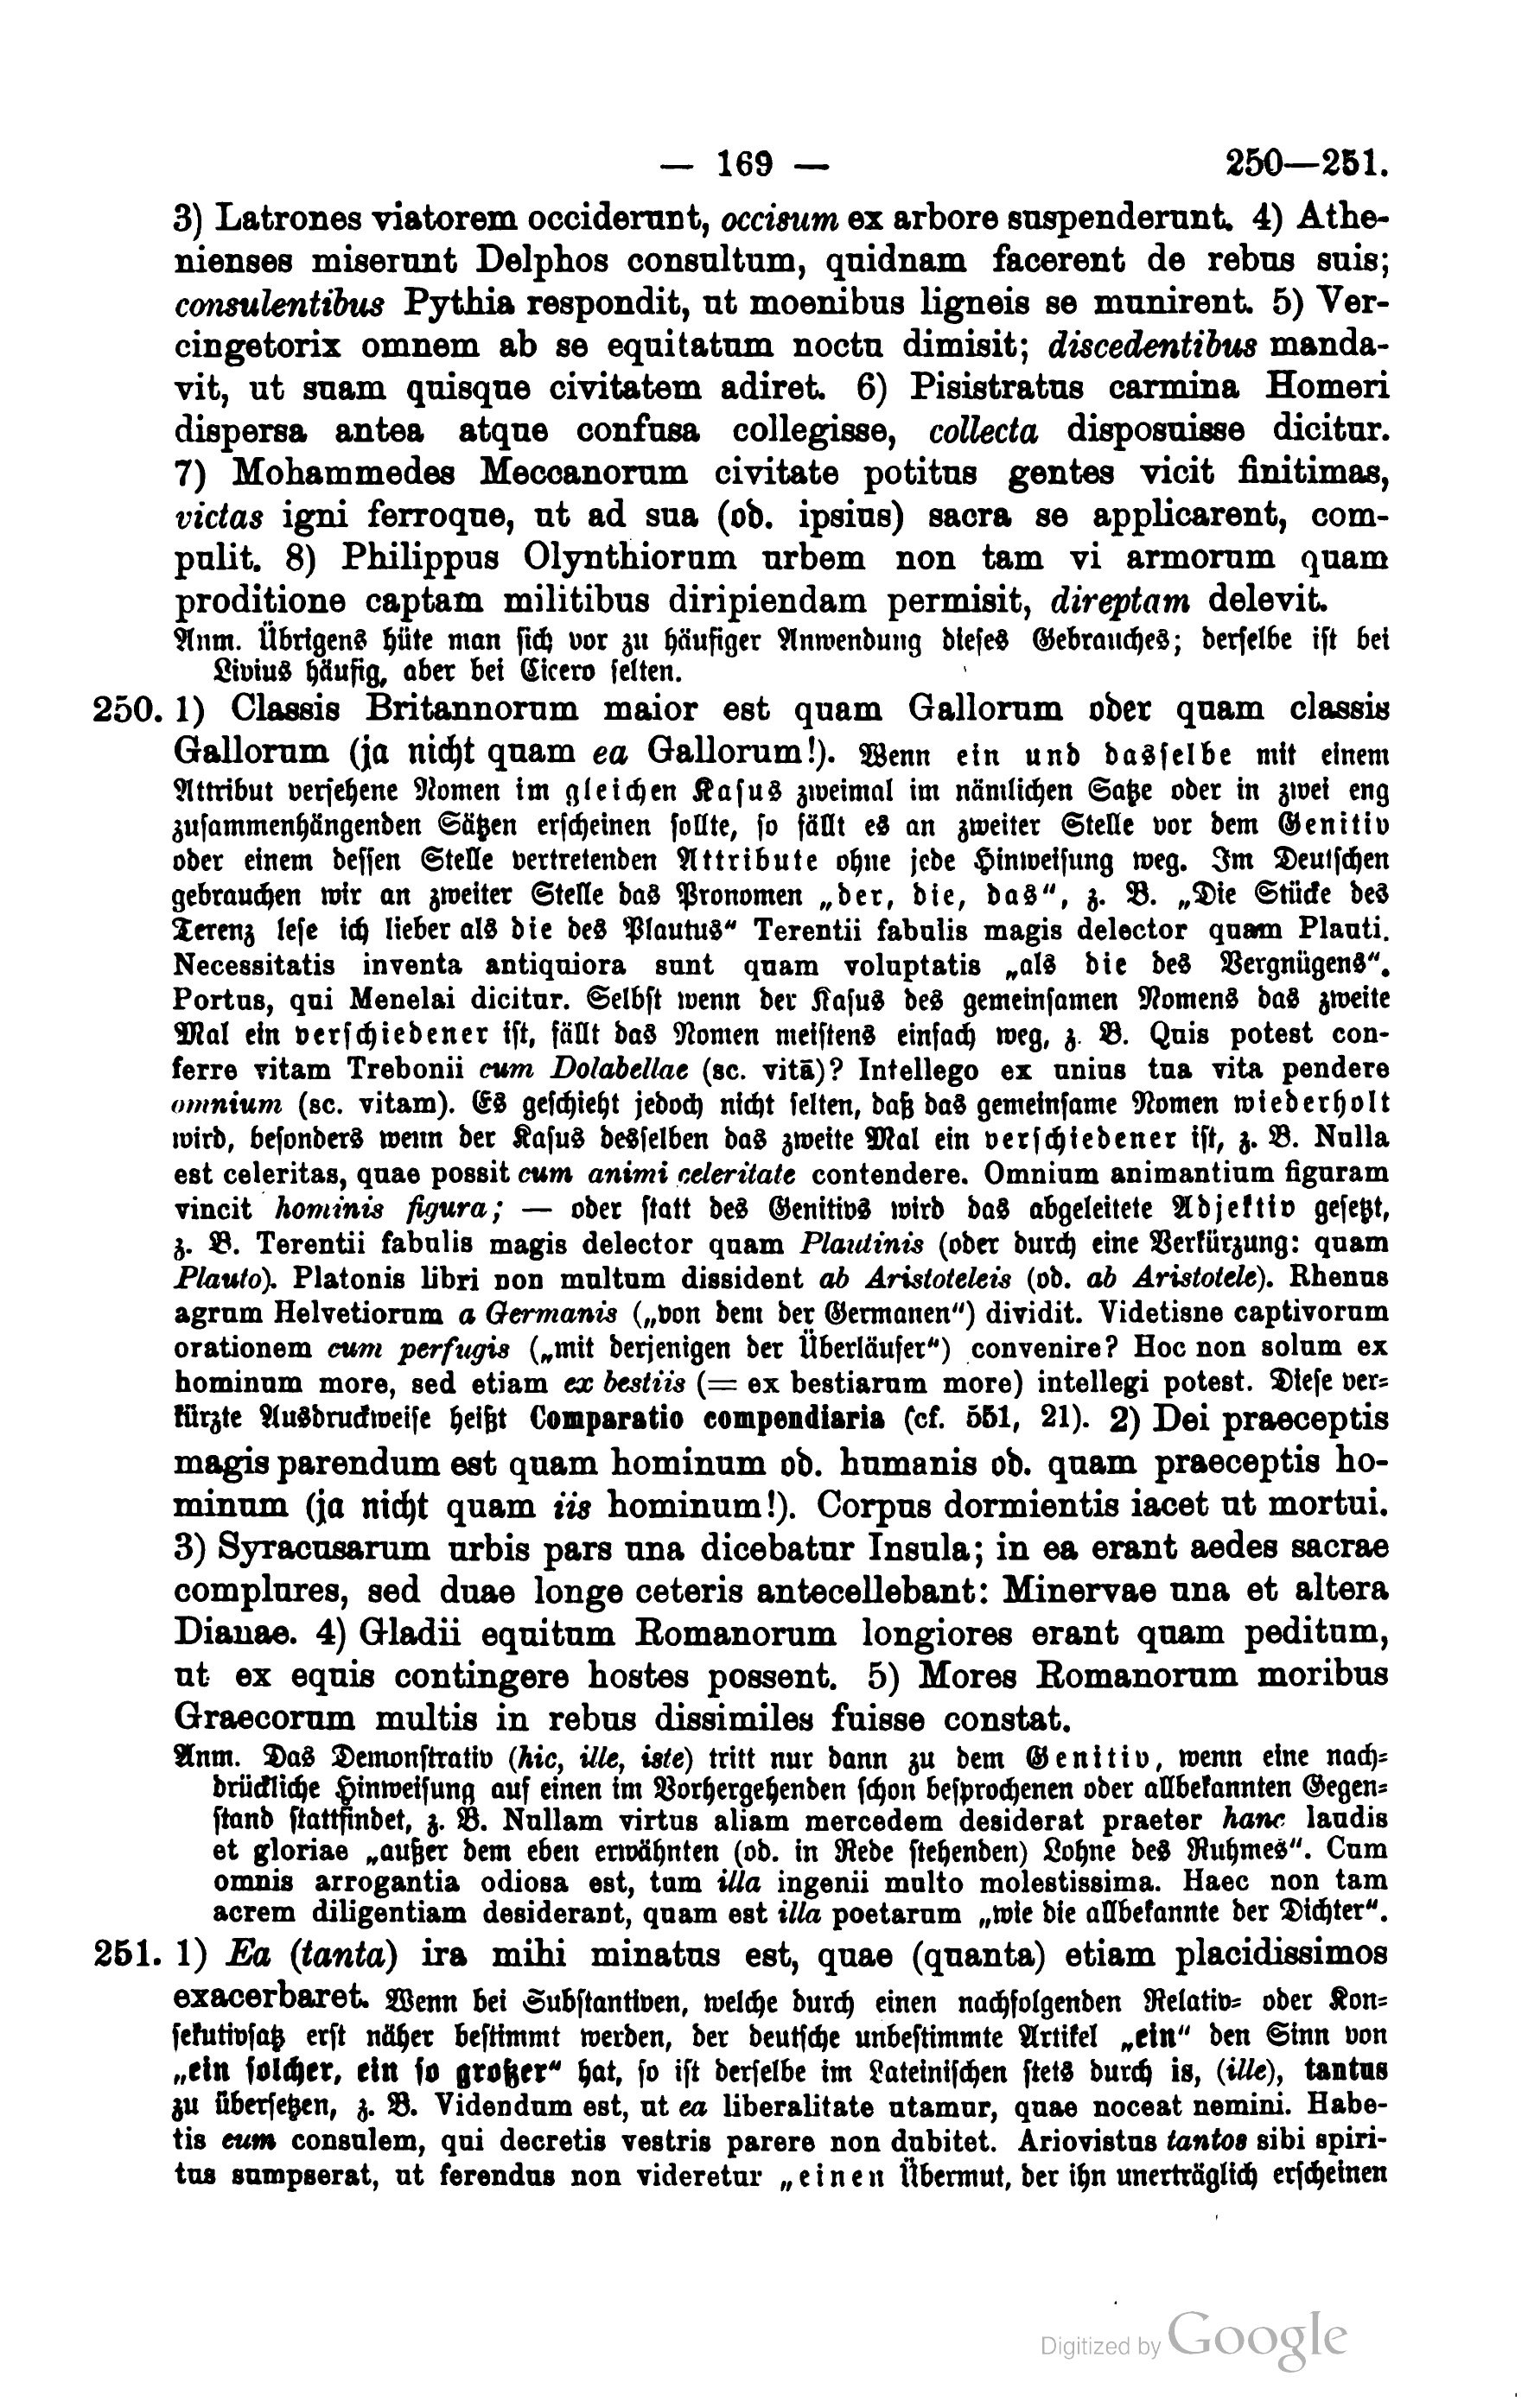 — 169 — 250—251.
3) Latrones viatorem occiderunt, occisum ex arbore suspenderunt. 4) Athe-
nienses miserunt Delphos consultum, quidnam facerent de rebus suis;
consulentibus Pythia respondit, ut moenibus ligneis se munirent. 5) Ver-
cingetorix omnem ab se equitatum noctu dimisit; discedentibus manda-
vit, ut suam quisque civitatem adiret. 6) Pisistratus carmina Homeri
dispersa antea atque confusa collegisse, collecta disposuisse dicitur.
7) Mohammedes Meccanorum civitate potitus gentes vicit finitimas,
victas igni ferroque, ut ad sua (od. ipsius) sacra se applicarent, com-
pulit. 8) Philippus Olynthiorum urbem non tam vi armorum quam
proditione captam militibus diripiendam permisit, direptam delevit.
Anm. Übrigens hüte man sich vor zu häufiger Anwendung dieses Gebrauches; derselbe ist bei
Livius häufig, aber bei Cicero selten.
250. 1) Classis Britannorum maior est quam Gallorum oder quam classis
Gallorum (ja nicht quam ea Gallorum!). Wenn ein und dasselbe mit einem
Attribut versehene Nomen im gleichen Kasus zweimal im nämlichen Satze oder in zwei eng
zusammenhängenden Sätzen erscheinen sollte, so fällt es an zweiter Stelle vor dem Genitiv
oder einem dessen Stelle vertretenden Attribute ohne jede Hinweisung weg. Im Deutschen
gebrauchen wir an zweiter Stelle das Pronomen „der, die, das“, z. B. „Die Stücke des
Terenz lese ich lieber als die des Plautus“ Terentii fabulis magis delector quam Plauti.
Necessitatis inventa antiquiora sunt quam voluptatis „als die des Vergnügens“.
Portus, qui Menelai dicitur. Selbst wenn der Kasus des gemeinsamen Nomens das zweite
Mal ein verschiedener ist, fällt das Nomen meistens einfach weg, z. B. Quis potest con-
ferre vitam Trebonii cum Dolabellae (sc. vitā)? Intellego ex unius tua vita pendere
omnium (sc. vitam). Es geschieht jedoch nicht selten, daß das gemeinsame Nomen wiederholt
wird, besonders wenn der Kasus desselben das zweite Mal ein verschiedener ist, z. B. Nulla
est celeritas, quae possit cum animi celeritate contendere. Omnium animantium figuram
vincit hominis figura; — oder statt des Genitivs wird das abgeleitete Adjektiv gesetzt,
z. B. Terentii fabulis magis delector quam Plautinis (oder durch eine Verkürzung: quam
Plauto). Platonis libri non multum dissident ab Aristoteleis (od. ab Aristotele). Rhenus
agrum Helvetiorum a Germanis („von dem der Germanen“) dividit. Videtisne captivorum
orationem cum perfugis („mit derjenigen der Überläufer“) convenire? Hoc non solum ex
hominum more, sed etiam ex bestiis (= ex bestiarum more) intellegi potest. Diese ver-
kürzte Ausdruckweise heißt Comparatio compendiaria (cf. 551, 21). 2) Dei praeceptis
magis parendum est quam hominum od. humanis od. quam praeceptis ho-
minum (ja nicht quam iis hominum!). Corpus dormientis iacet ut mortui.
3) Syracusarum urbis pars una dicebatur Insula; in ea erant aedes sacrae
complures, sed duae longe ceteris antecellebant: Minervae una et altera
Dianae. 4) Gladii equitum Romanorum longiores erant quam peditum,
ut ex equis contingere hostes possent. 5) Mores Romanorum moribus
Graecorum multis in rebus dissimiles fuisse constat.
Anm. Das Demonstrativ (hic, ille, iste) tritt nur dann zu dem Genitiv, wenn eine nach-
drückliche Hinweisung auf einen im Vorhergehenden schon besprochenen oder allbekannten Gegen-
stand stattfindet, z. B. Nullam virtus aliam mercedem desiderat praeter hanc laudis
et gloriae „außer dem eben erwähnten (od. in Rede stehenden) Lohne des Ruhmes“. Cum
omnis arrogantia odiosa est, tum illa ingenii multo molestissima. Haec non tam
acrem diligentiam desiderant, quam est illa poetarum „wie die allbekannte der Dichter“.
251. 1) Ea (tanta) ira mihi minatus est, quae (quanta) etiam placidissimos
exacerbaret. Wenn bei Substantiven, welche durch einen nachfolgenden Relativ- oder Kon-
sekutivsatz erst näher bestimmt werden, der deutsche unbestimmte Artikel „ein“ den Sinn von
„ein solcher, ein so großer“ hat, so ist derselbe im Lateinischen stets durch is, (ille), tantus
zu übersetzen, z. B. Videndum est, ut ea liberalitate utamur, quae noceat nemini. Habe-
tis eum consulem, qui decretis vestris parere non dubitet. Ariovistus tantos sibi spiri-
tus sumpserat, ut ferendus non videretur „einen Übermut, der ihn unerträglich erscheinen
Digitized by Google